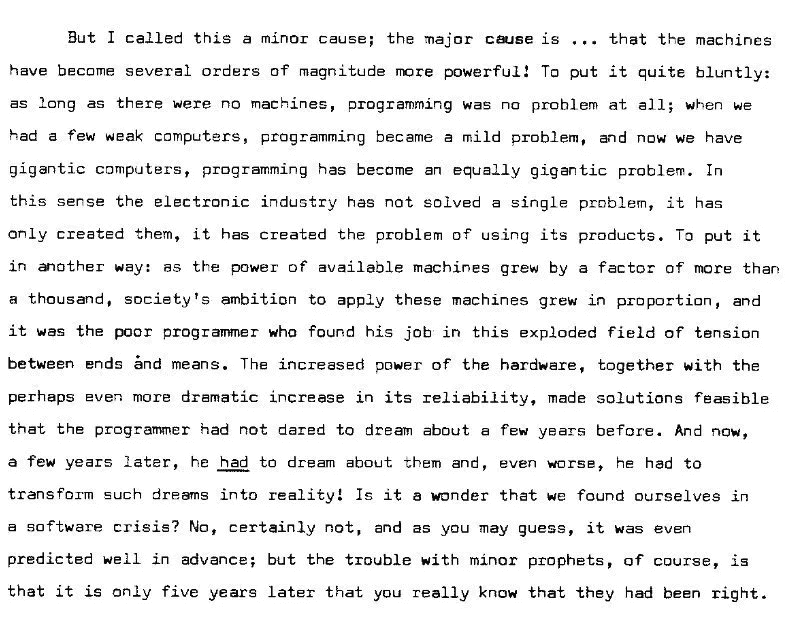 But I called this a minor cause; the major cause is ... that the machines
have become several orders of magnitude more powerful! To put it quite bluntly:
as long as there were no machines, programming was no problem at all; when we
had a few weak computers, programming became a mild problem, and now we have
gigantic computers, programming has become an equally gigantic problem. In
this sense the electronic industry has not solved a single problem, it has
only created them, it has created the problem of using its products. To put it
in another way: as the power of available machines grew by a factor of more than
a thousand, society's ambition to apply these machines grew in proportion, and
it was the poor programmer who found his job in this exploded field of tension
between ends and means. The increased power of the hardware, together with the
perhaps even more dramatic increase in its reliability, made solutions feasible
that the programmer had not dared to dream about a few years before. And now,
a few years later, he had to dream about them and, even worse, he had to
transform such dreams into reality! Is it a wonder that we found ourselves in
a software crisis? No, certainly not, and as you may guess, it was even
predicted well in advance; but the trouble with minor prophets, of course, is
that it is only five years later that you really know that they had been right.